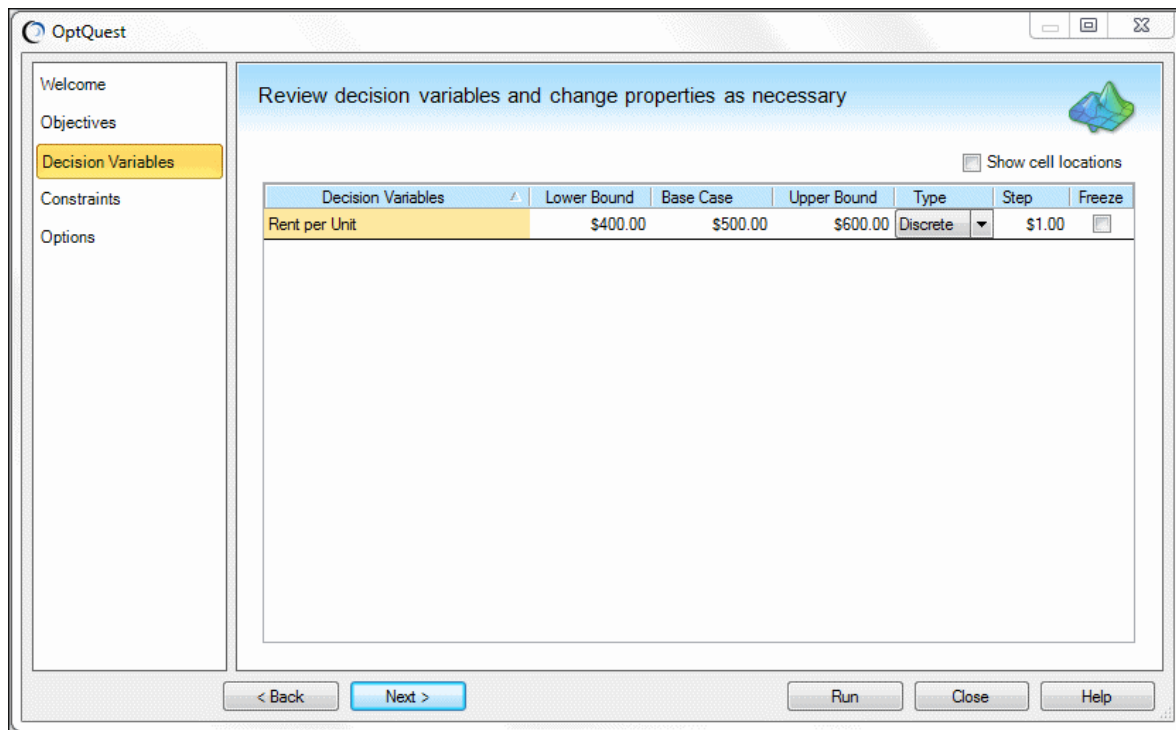 OptQuest
Welcome
Objectives
Decision Variables
Constraints
Options
Review decision variables and change properties as necessary
Show cell locations
Decision Variables Lower Bound Base Case Upper Bound Type Step Freeze
Rent per Unit $400.00 $500.00 $600.00 Discrete $1.00
< Back Next > Run Close Help